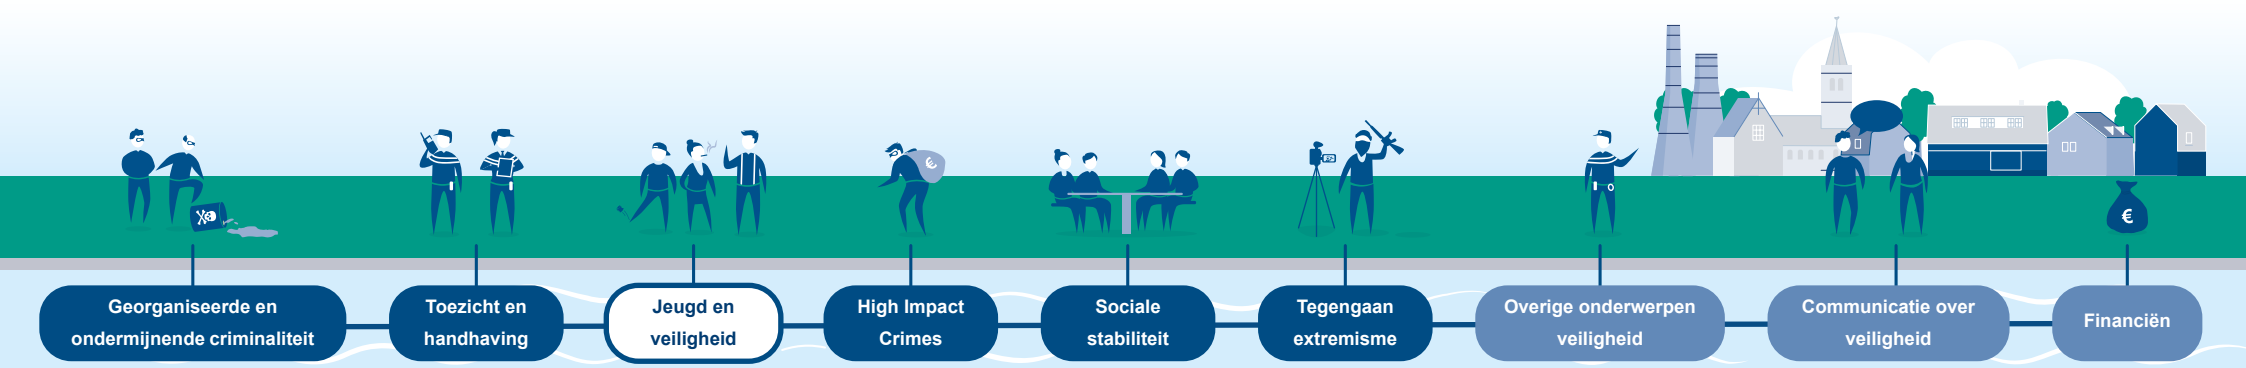 €
€
Georganiseerde en
ondermijnende criminaliteit
Toezicht en
handhaving
Jeugd en
veiligheid
High Impact
Crimes
Sociale
stabiliteit
Tegengaan
extremisme
Overige onderwerpen
veiligheid
Communicatie over
veiligheid
Financiën